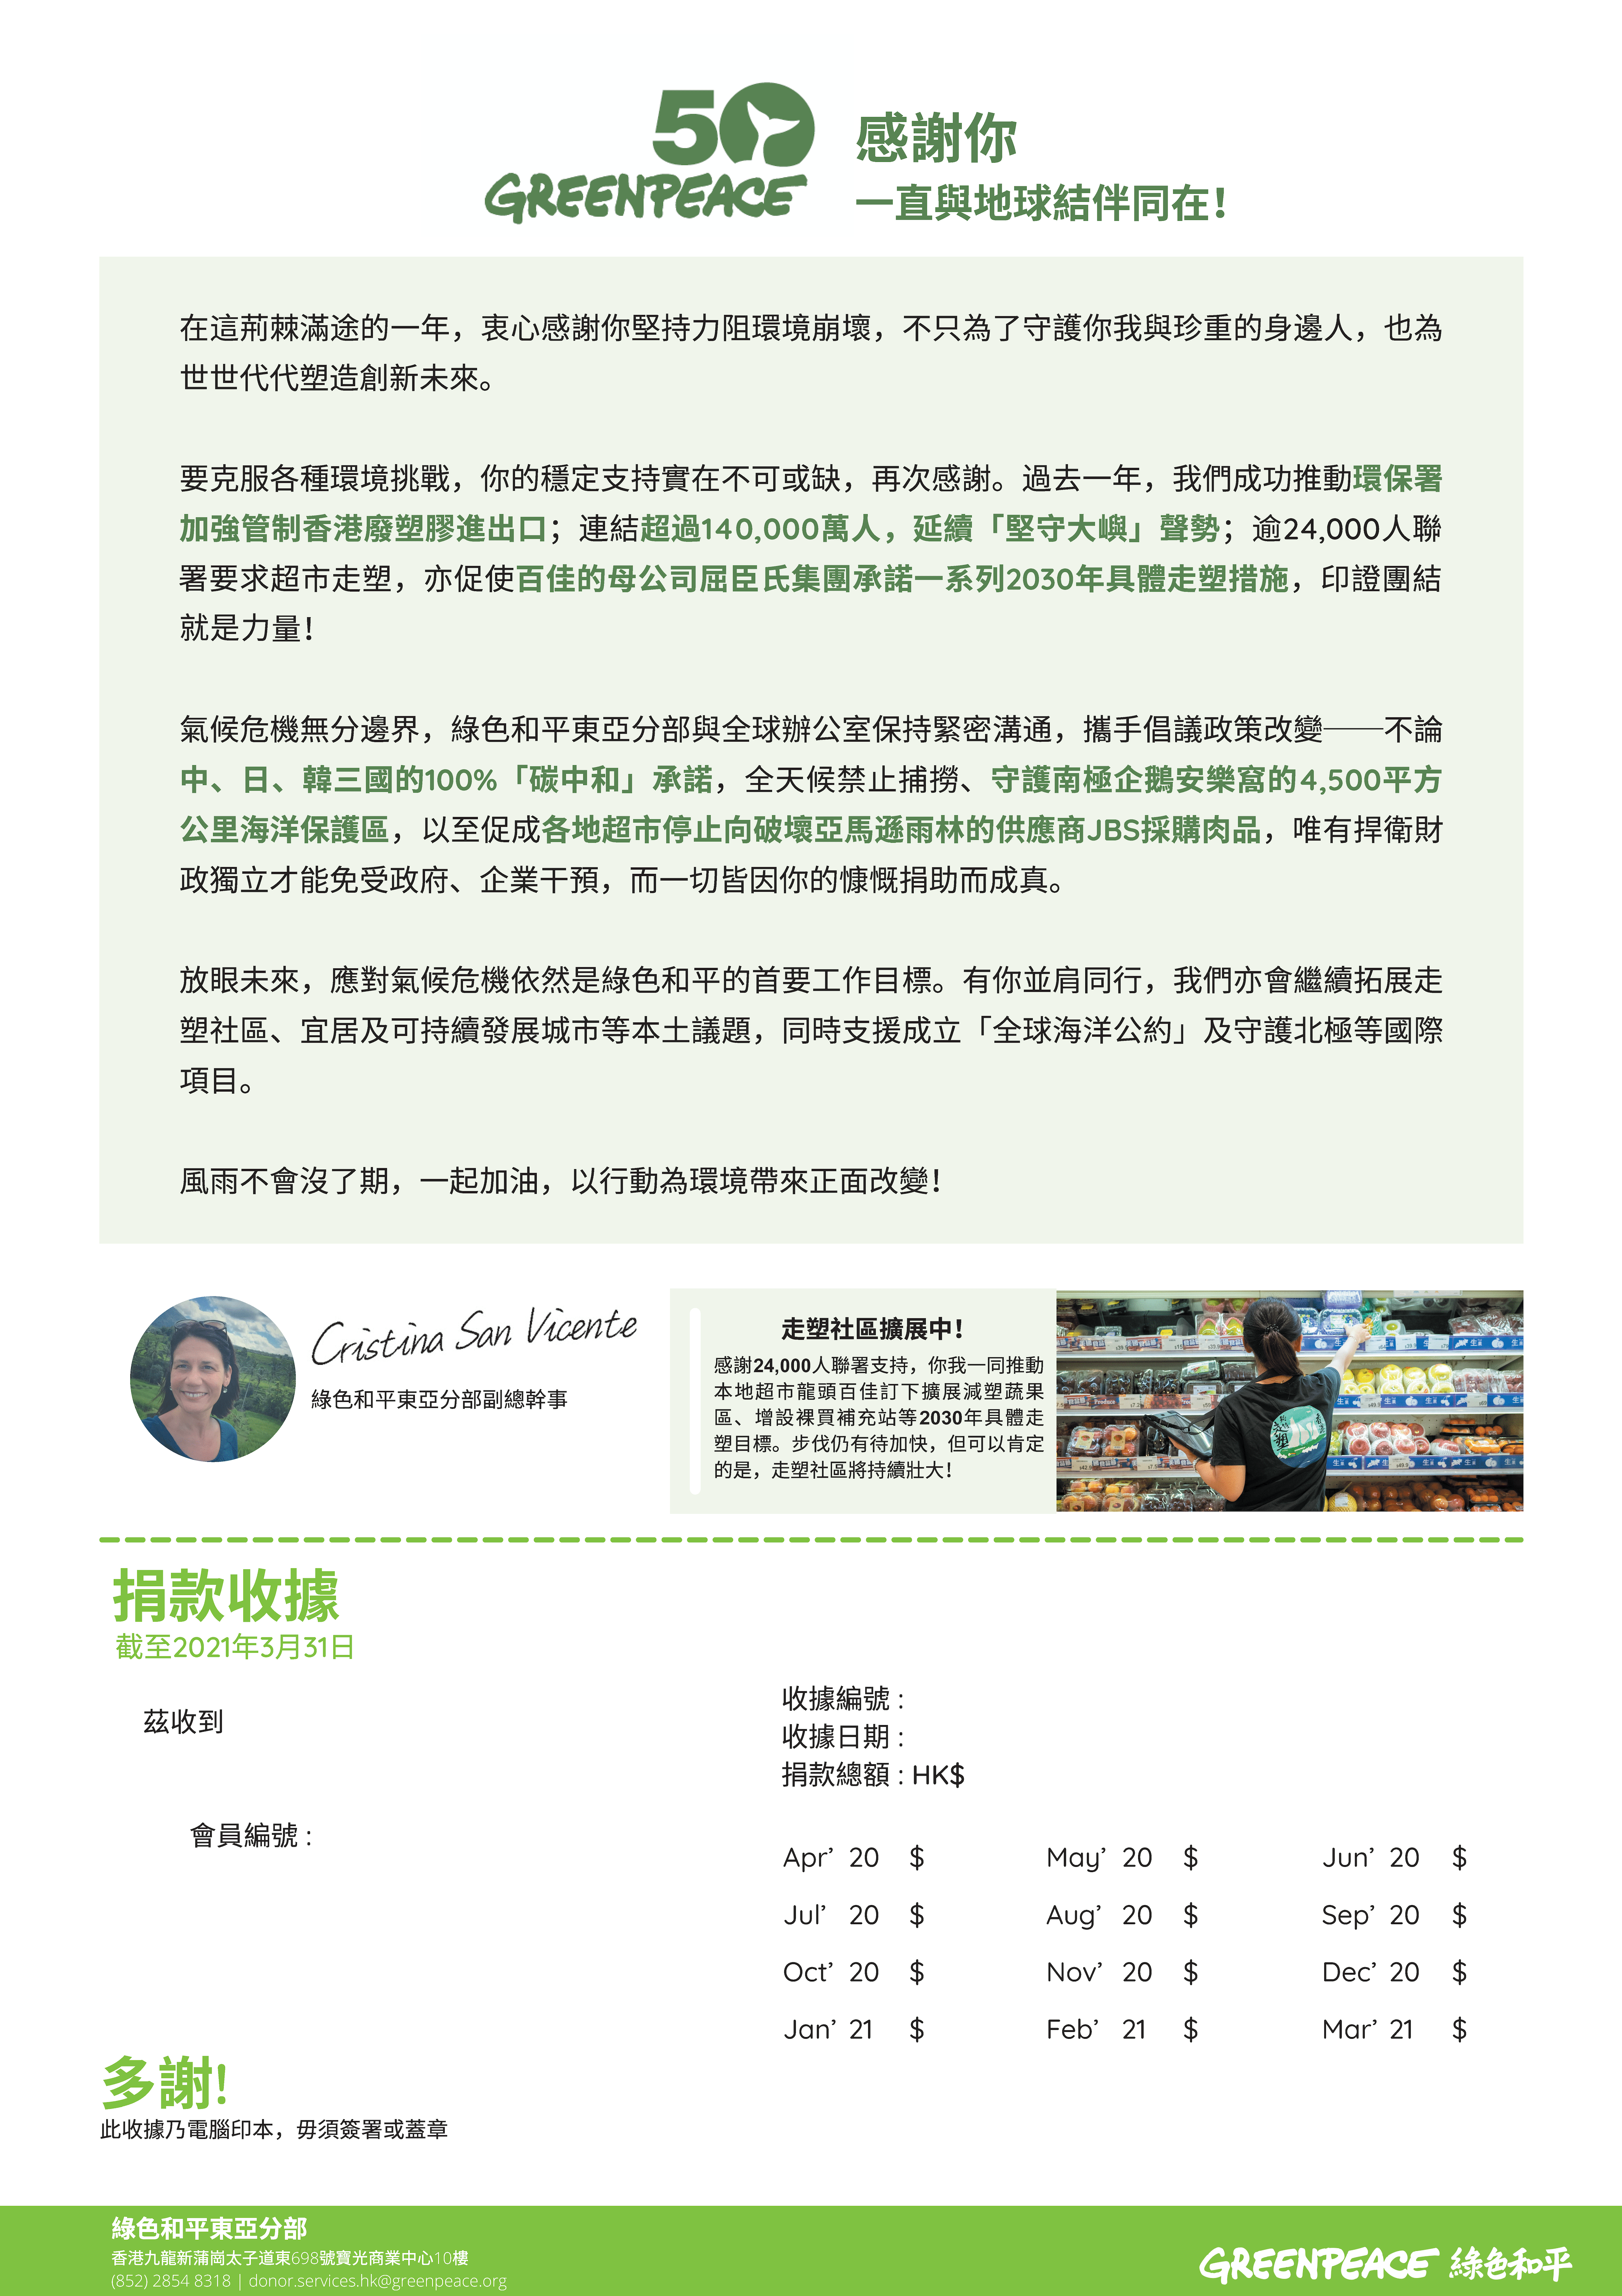 50
GREENPEACE
感謝你
一直與地球結伴同在！
在這荊棘滿途的一年，衷心感謝你堅持力阻環境崩壞，不只為了守護你我與珍重的身邊人，也為
世世代代塑造創新未來。
要克服各種環境挑戰，你的穩定支持實在不可或缺，再次感謝。過去一年，我們成功推動環保署
加強管制香港廢塑膠進出口；連結超過140,000萬人，延續「堅守大嶼」聲勢；逾24,000人聯
署要求超市走塑，亦促使百佳的母公司屈臣氏集團承諾一系列2030年具體走塑措施，印證團結
就是力量！
氣候危機無分邊界，綠色和平東亞分部與全球辦公室保持緊密溝通，攜手倡議政策改變——不論
中、日、韓三國的100%「碳中和」承諾，全天候禁止捕撈、守護南極企鵝安樂窩的4,500平方
公里海洋保護區，以至促成各地超市停止向破壞亞馬遜雨林的供應商JBS採購肉品，唯有捍衛財
政獨立才能免受政府、企業干預，而一切皆因你的慷慨捐助而成真。
放眼未來，應對氣候危機依然是綠色和平的首要工作目標。有你並肩同行，我們亦會繼續拓展走
塑社區、宜居及可持續發展城市等本土議題，同時支援成立「全球海洋公約」及守護北極等國際
項目。
風雨不會沒了期，一起加油，以行動為環境帶來正面改變！
Cristina San Vicente
綠色和平東亞分部副總幹事
走塑社區擴展中！
感謝24,000人聯署支持，你我一同推動
本地超市龍頭百佳訂下擴展減塑蔬果
區、增設裸買補充站等2030年具體走
塑目標。步伐仍有待加快，但可以肯定
的是，走塑社區將持續壯大！
捐款收據
截至2021年3月31日
茲收到
會員編號 :
收據編號 :
收據日期 :
捐款總額 : HK$
Apr’ 20 $ May’ 20 $ Jun’ 20 $
Jul’ 20 $ Aug’ 20 $ Sep’ 20 $
Oct’ 20 $ Nov’ 20 $ Dec’ 20 $
Jan’ 21 $ Feb’ 21 $ Mar’ 21 $
多謝!
此收據乃電腦印本，毋須簽署或蓋章
綠色和平東亞分部
香港九龍新蒲崗太子道東698號寶光商業中心10樓
(852) 2854 8318 | donor.services.hk@greenpeace.org
GREENPEACE 綠色和平